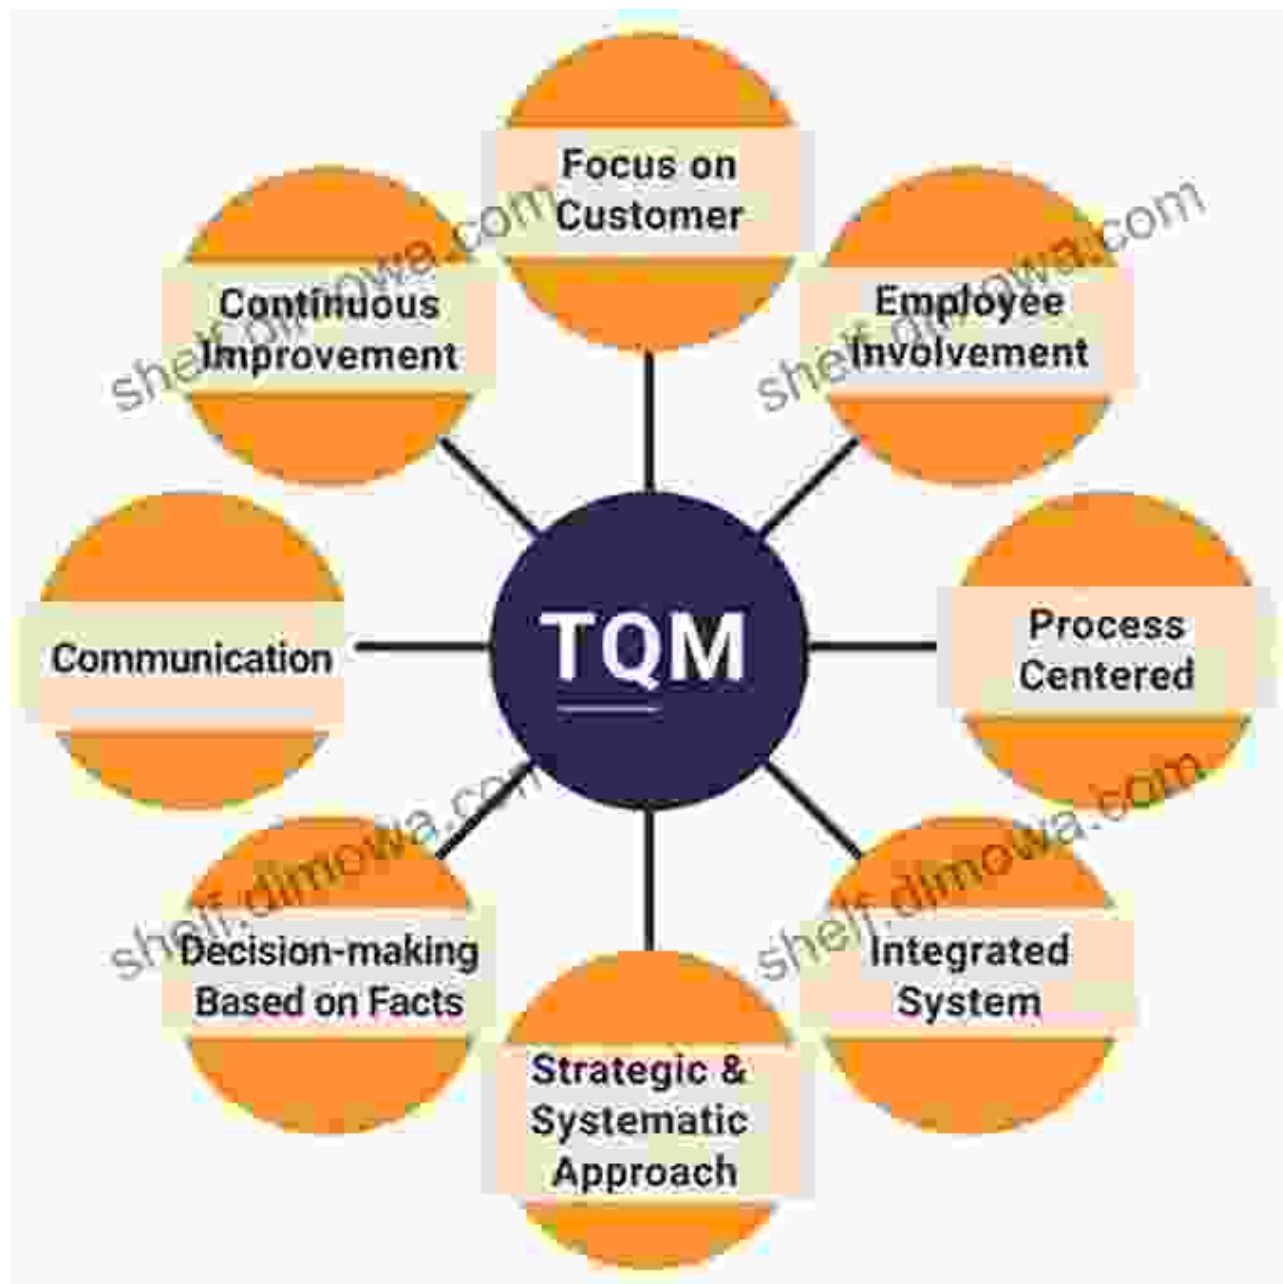 Focus on
Customer
Continuous
Improvement
Employee
Involvement
Communication
TQM
Process
Centered
Decision-making
Based on Facts
Integrated
System
Strategic &
Systematic
Approach
shelf.dimowa.com
shelf.dimowa.com
shelf.dimowa.com
shelf.dimowa.com